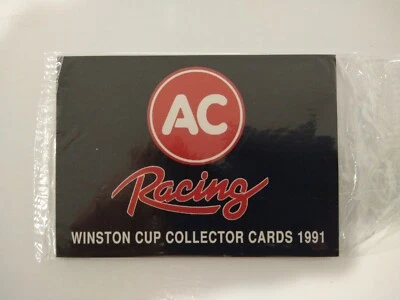 AC
Racing
WINSTON CUP COLLECTOR CARDS 1991